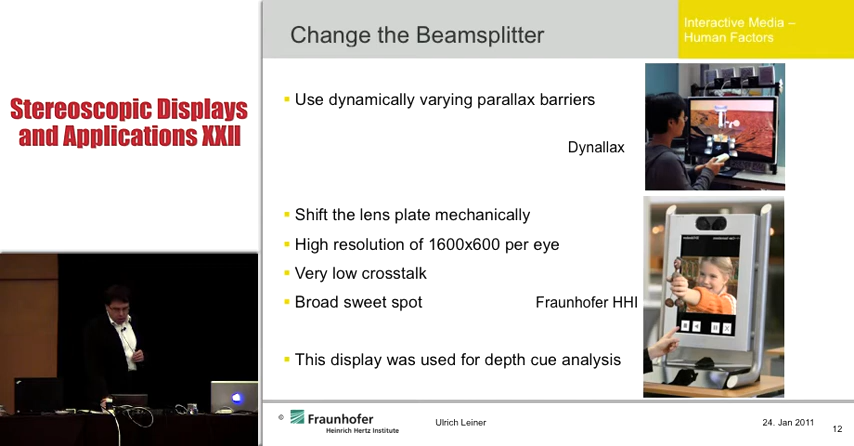 Stereoscopic Displays
and Applications XXII
Change the Beamsplitter
Interactive Media –
Human Factors
Use dynamically varying parallax barriers
Dynallax
Shift the lens plate mechanically
High resolution of 1600x600 per eye
Very low crosstalk
Broad sweet spot
Fraunhofer HHI
This display was used for depth cue analysis
©
Fraunhofer
Heinrich Hertz Institute
Ulrich Leiner
24. Jan 2011
12